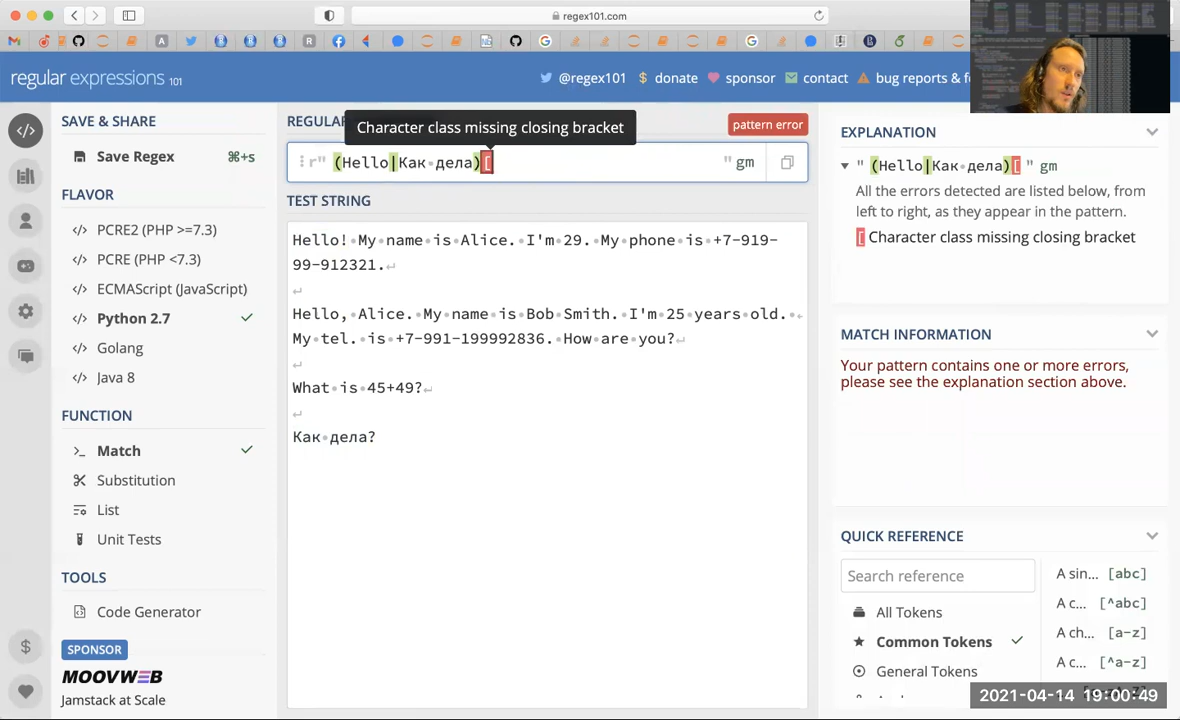 regex101.com
regular expressions 101
@regex101
$ donate
sponsor
contact
bug reports &
SAVE & SHARE
Save Regex
⌘+s
FLAVOR
PCRE2 (PHP >=7.3)
PCRE (PHP <7.3)
ECMAScript (JavaScript)
Python 2.7
Golang
Java 8
FUNCTION
Match
Substitution
List
Unit Tests
TOOLS
Code Generator
SPONSOR
MOOVWEB
Jamstack at Scale
Character class missing closing bracket
pattern error
r" (Hello|Как·дела)[ " gm
TEST STRING
Hello!·My·name·is·Alice.·I'm·29.·My·phone·is·+7-919-
99-912321.↵
↵
Hello,·Alice.·My·name·is·Bob·Smith.·I'm·25·years·old.·↵
My·tel.·is·+7-991-199992836.·How·are·you?↵
↵
What·is·45+49?↵
↵
Как·дела?
EXPLANATION
" (Hello|Как·дела)[ " gm
All the errors detected are listed below, from
left to right, as they appear in the pattern.
[ Character class missing closing bracket
MATCH INFORMATION
Your pattern contains one or more errors,
please see the explanation section above.
QUICK REFERENCE
Search reference
All Tokens
Common Tokens
General Tokens
A sin... [abc]
A c... [^abc]
A ch... [a-z]
A c... [^a-z]
2021-04-14 19:00:49